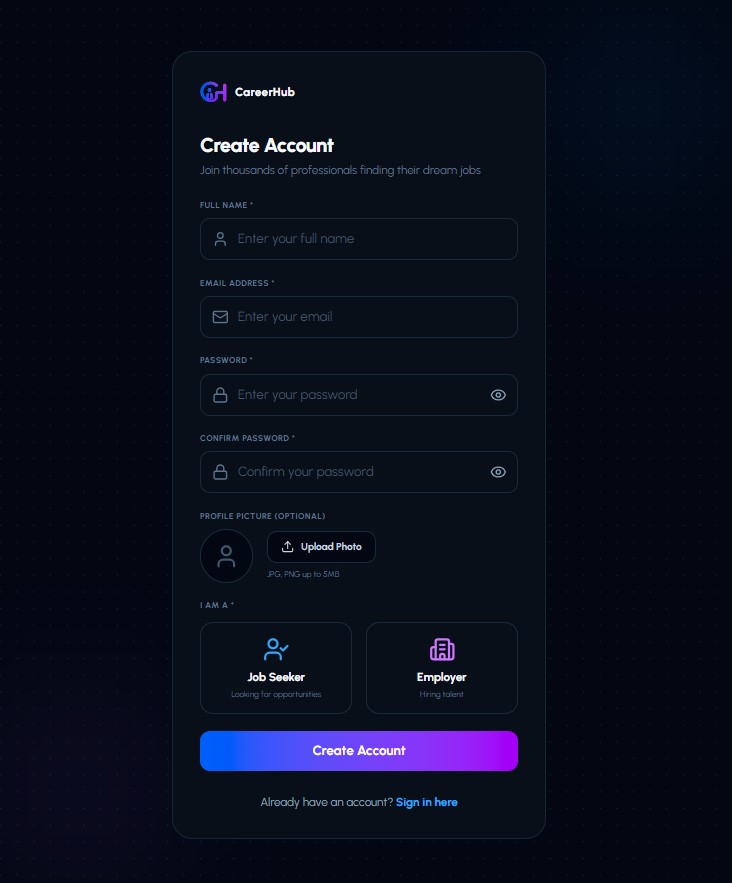 CareerHub
Create Account
Join thousands of professionals finding their dream jobs
FULL NAME *
Enter your full name
EMAIL ADDRESS *
Enter your email
PASSWORD *
Enter your password
CONFIRM PASSWORD *
Confirm your password
PROFILE PICTURE (OPTIONAL)
Upload Photo
JPG, PNG up to 5MB
I AM A *
Job Seeker
Looking for opportunities
Employer
Hiring talent
Create Account
Already have an account? Sign in here